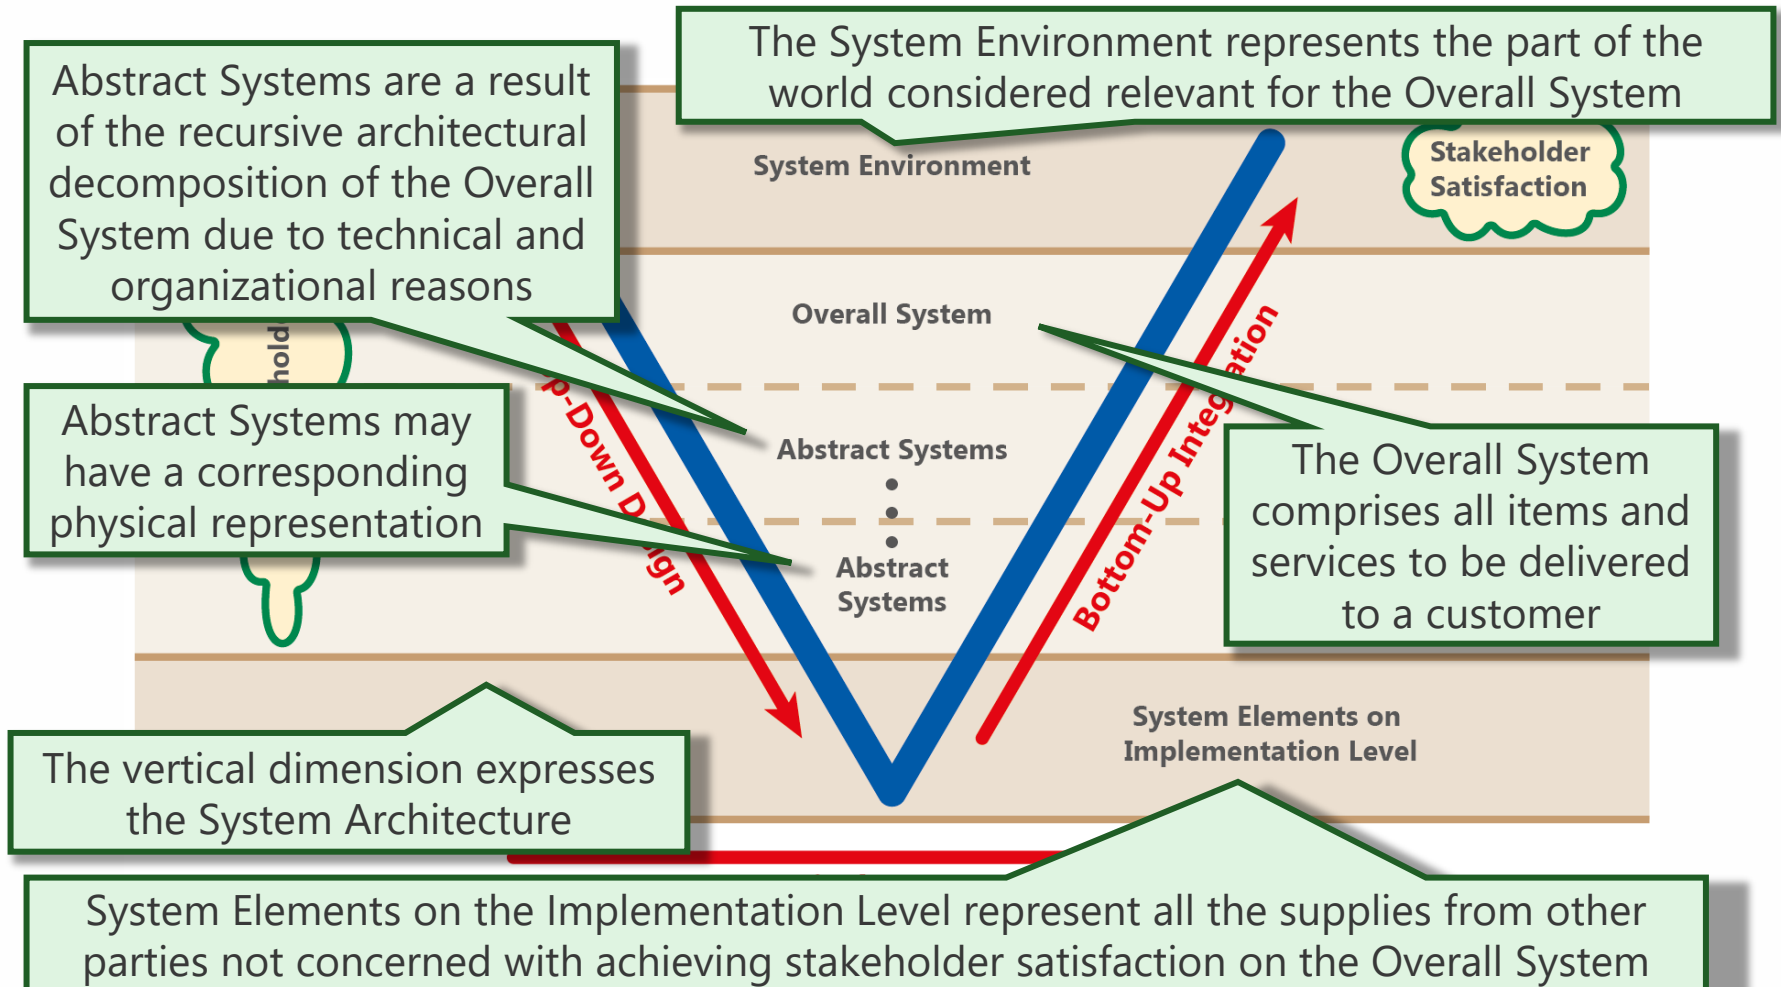 The System Environment represents the part of the
world considered relevant for the Overall System
Abstract Systems are a result
of the recursive architectural
decomposition of the Overall
System due to technical and
organizational reasons
System Environment
Stakeholder
Satisfaction
Overall System
Abstract Systems may
have a corresponding
physical representation
Abstract Systems
Abstract
Systems
Bottom-Up Integration
The Overall System
comprises all items and
services to be delivered
to a customer
System Elements on
Implementation Level
The vertical dimension expresses
the System Architecture
System Elements on the Implementation Level represent all the supplies from other
parties not concerned with achieving stakeholder satisfaction on the Overall System